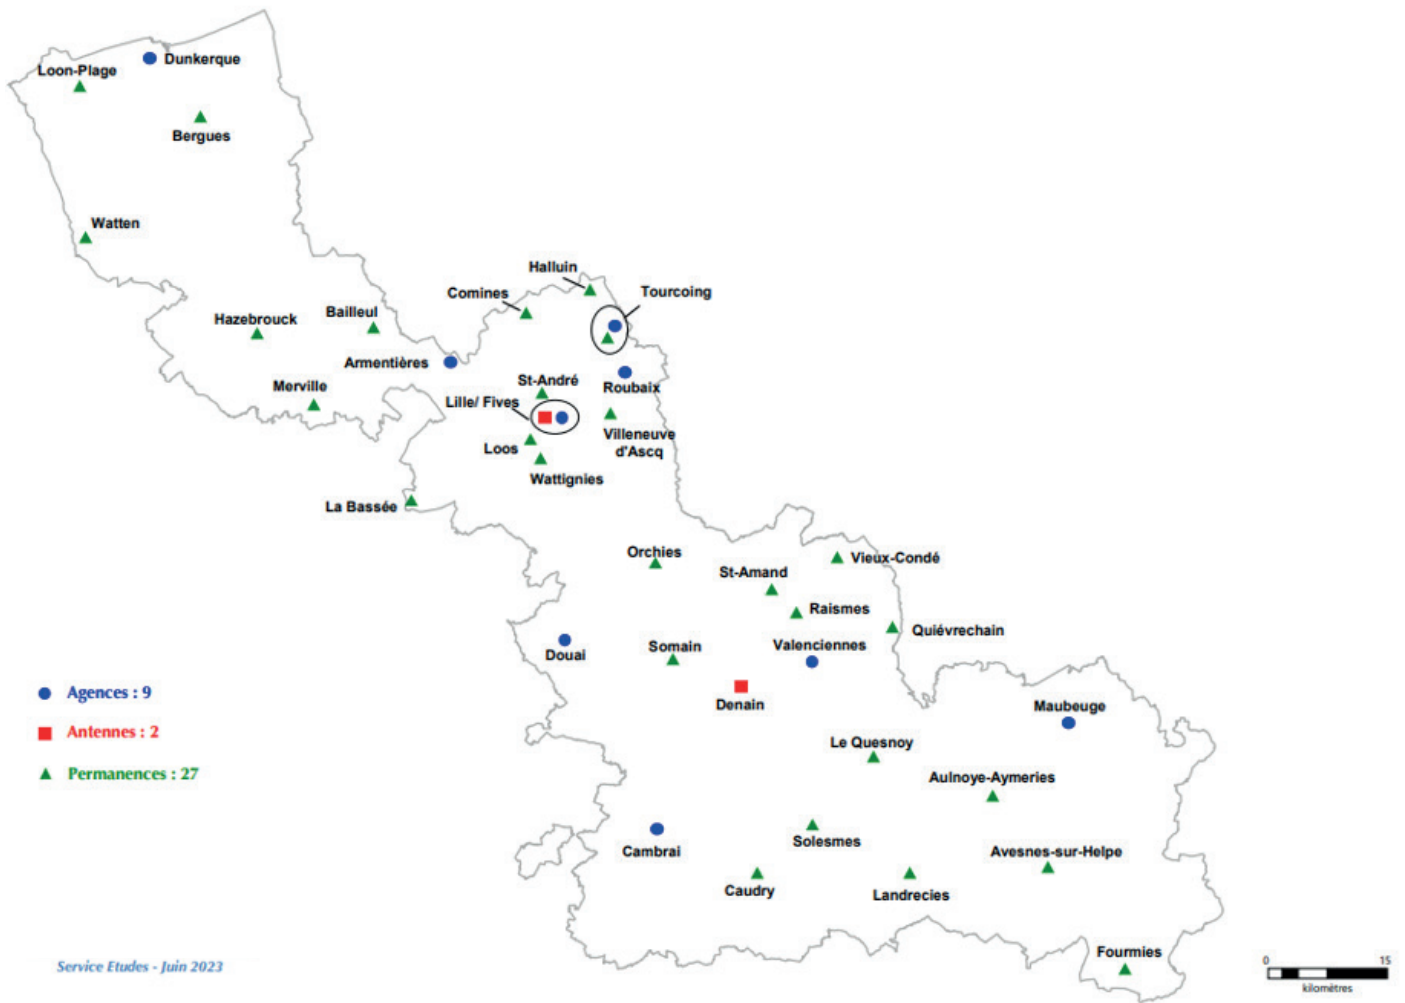 Dunkerque
Loon-Plage
Bergues
Watten
Halluin
Comines
Tourcoing
Bailleul
Hazebrouck
Armentières
St-André
Roubaix
Merville
Lille/ Fives
Villeneuve
d'Ascq
Loos
Wattignies
La Bassée
Orchies
Vieux-Condé
St-Amand
Raismes
Quiévrechain
Valenciennes
Somain
Douai
Denain
Agences : 9
Antennes : 2
Permanences : 27
Maubeuge
Le Quesnoy
Aulnoye-Aymeries
Solesmes
Cambrai
Avesnes-sur-Helpe
Caudry
Landrecies
Fourmies
Service Etudes - Juin 2023
0 15
kilomètres